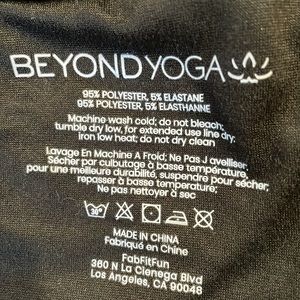 BEYOND YOGA
95% POLYESTER, 5% ELASTANE
95% POLYESTER, 5% ELASTHANNE
Machine wash cold; do not bleach;
tumble dry low, for extended use line dry;
iron low heat; do not dry clean
Lavage En Machine A Froid; Ne Pas J avelliser;
Sécher par culbutage à basse température,
pour une meilleure durabilité, suspendre pour sécher;
repasser à basse température;
Ne pas nettoyer à sec
30°
MADE IN CHINA
Fabriqué en Chine
FabFitFun
360 N La Cienega Blvd
Los Angeles, CA 90048